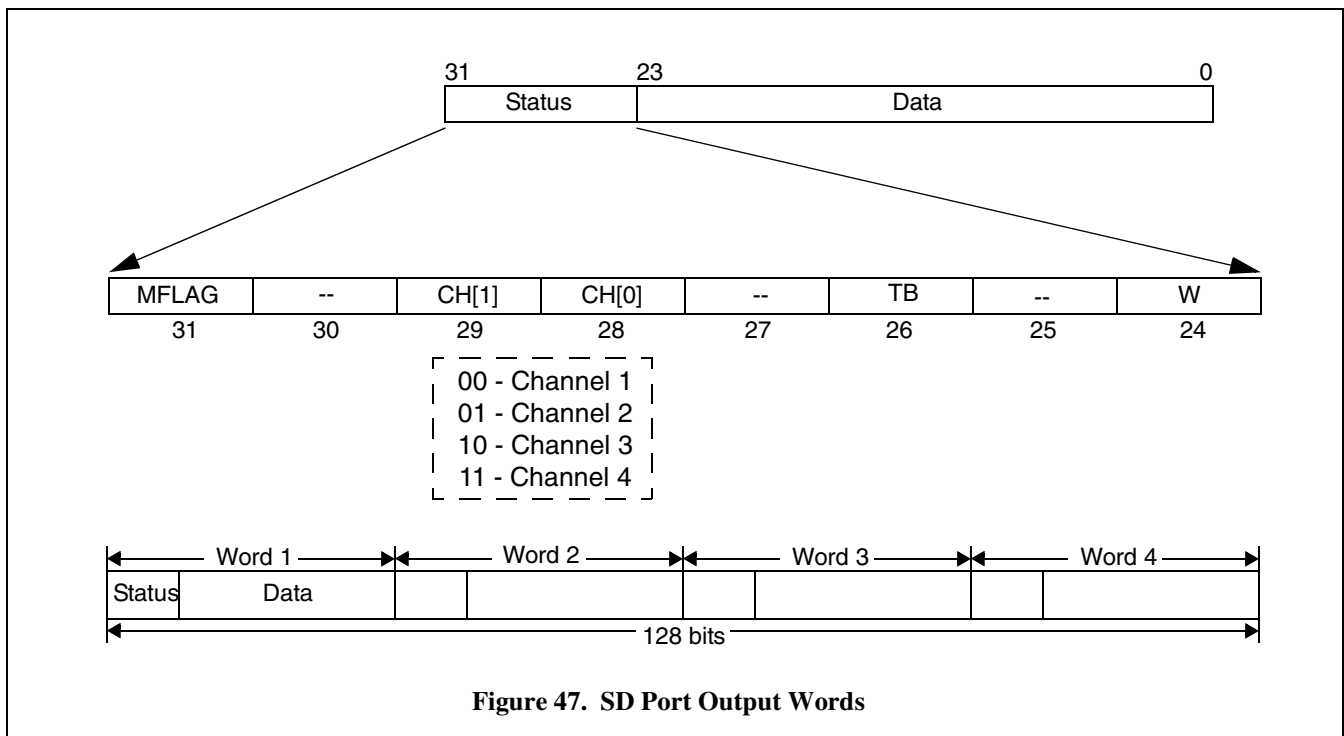 31 23 0
Status Data
MFLAG -- CH[1] CH[0] -- TB -- W
31 30 29 28 27 26 25 24
00 - Channel 1
01 - Channel 2
10 - Channel 3
11 - Channel 4
Word 1 Word 2 Word 3 Word 4
Status Data
128 bits
Figure 47. SD Port Output Words